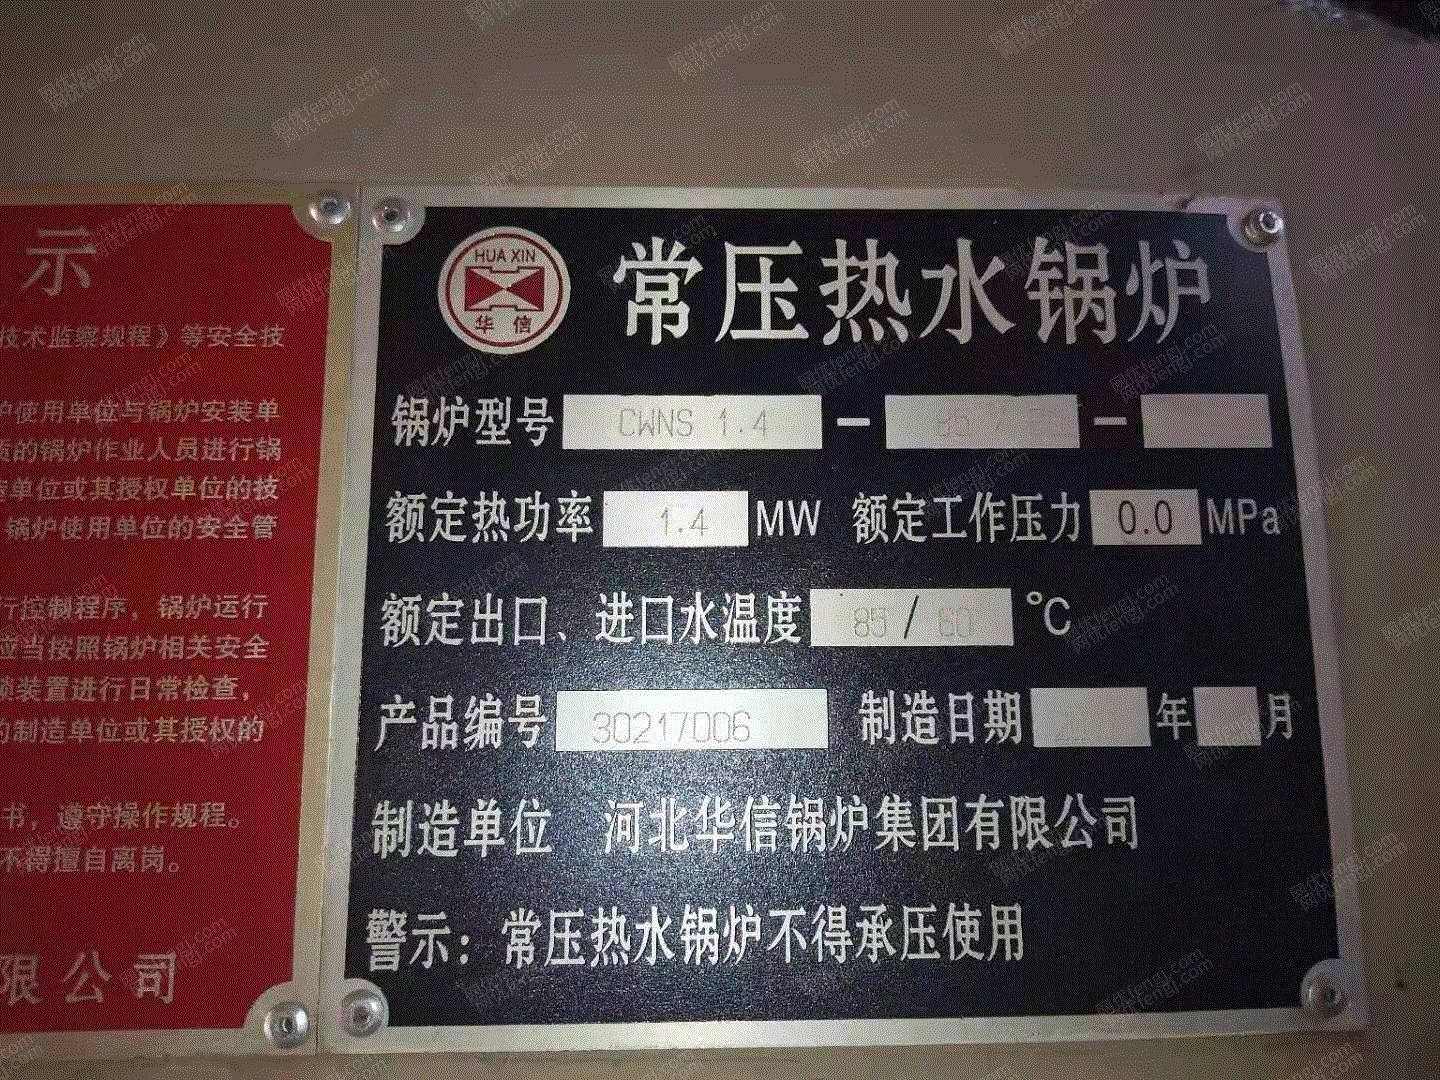 示
技术监察规程》等安全技
炉使用单位与锅炉安装单
的锅炉作业人员进行锅
单位或其授权单位的技
锅炉使用单位的安全管
行控制程序，锅炉运行
应当按照锅炉相关安全
装置进行日常检查，
的制造单位或其授权的
书，遵守操作规程。
不得擅自离岗。
限公司
HUA XIN
华信
常压热水锅炉
锅炉型号 CWNS 1.4 - 85 / -
额定热功率 1.4 MW 额定工作压力 0.0 MPa
额定出口、进口水温度 85 / 60 °C
产品编号 30217006 制造日期 年 月
制造单位 河北华信锅炉集团有限公司
警示：常压热水锅炉不得承压使用
网优fengj.com